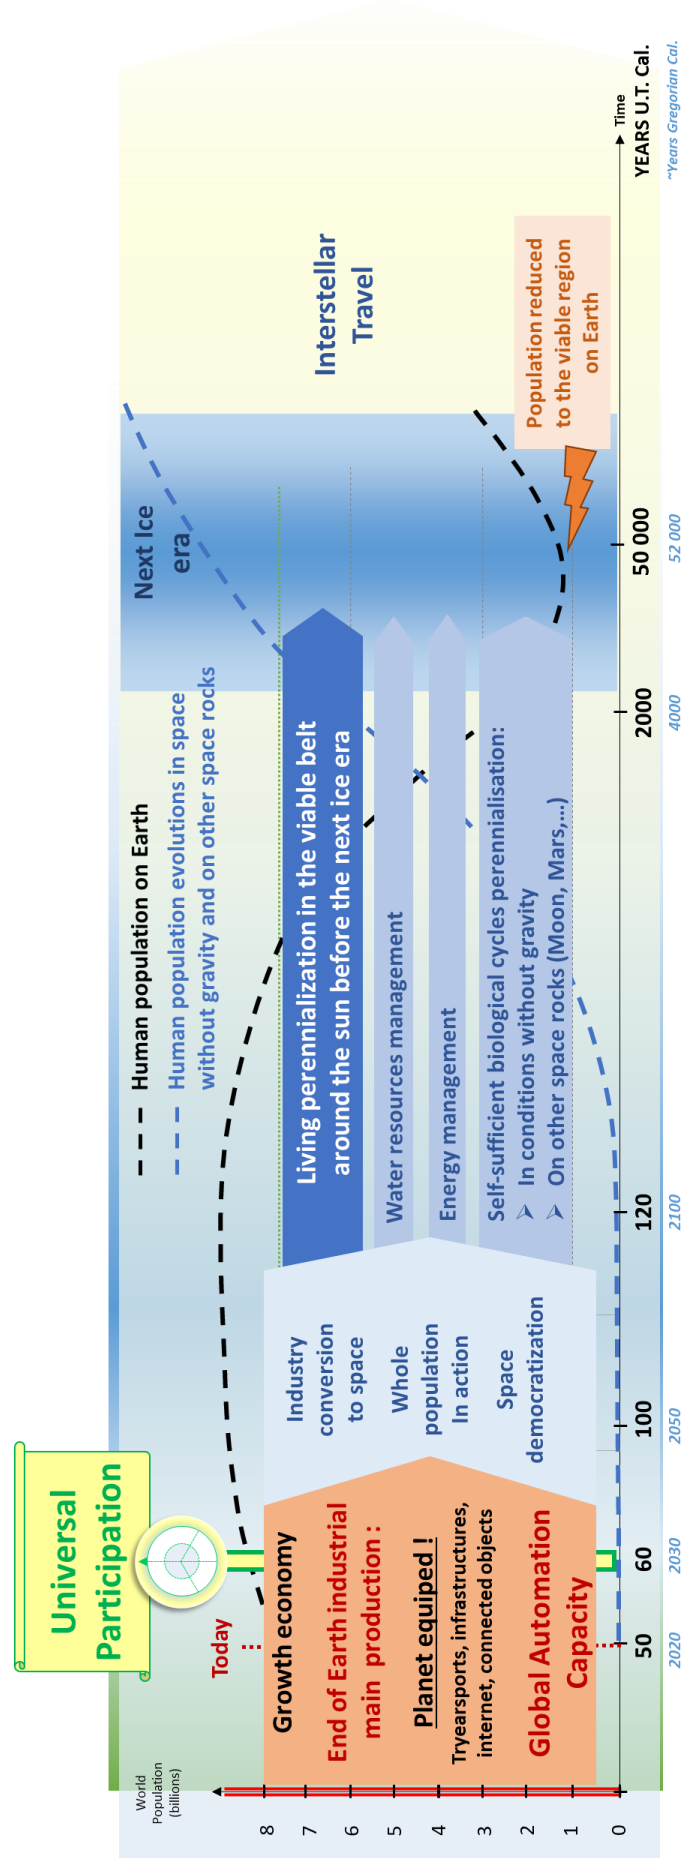 Universal
Participation
Today
World
Population
(billions)
8
7
6
5
4
3
2
1
0
Growth economy
End of Earth industrial
main production :
Planet equiped !
Tryearsports, infrastructures,
internet, connected objects
Global Automation
Capacity
Industry
conversion
to space
Whole
population
In action
Space
democratization
Human population on Earth
Human population evolutions in space
without gravity and on other space rocks
Living perennialization in the viable belt
around the sun before the next ice era
Water resources management
Energy management
Self-sufficient biological cycles perennialisation:
➢ In conditions without gravity
➢ On other space rocks (Moon, Mars,...)
Next Ice
era
Interstellar
Travel
Population reduced
to the viable region
on Earth
50
60
100
120
2000
50 000
Time
YEARS U.T. Cal.
2020
2030
2050
2100
4000
52 000
~Years Gregorian Cal.